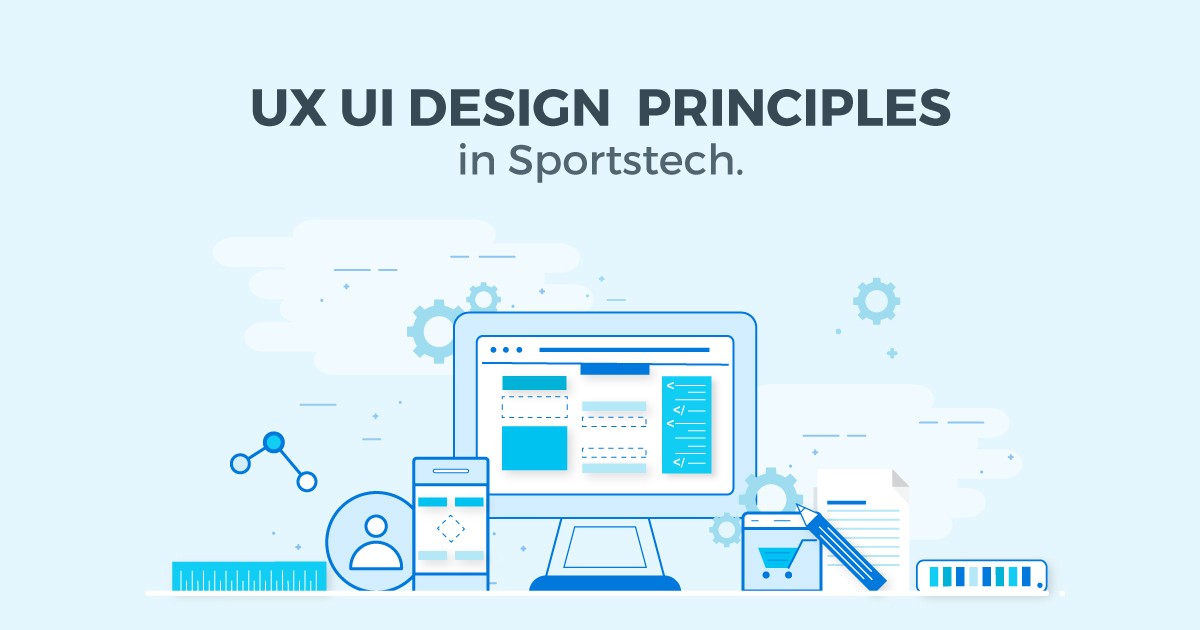 UX UI DESIGN PRINCIPLES
in Sportstech.
<
</
<
</